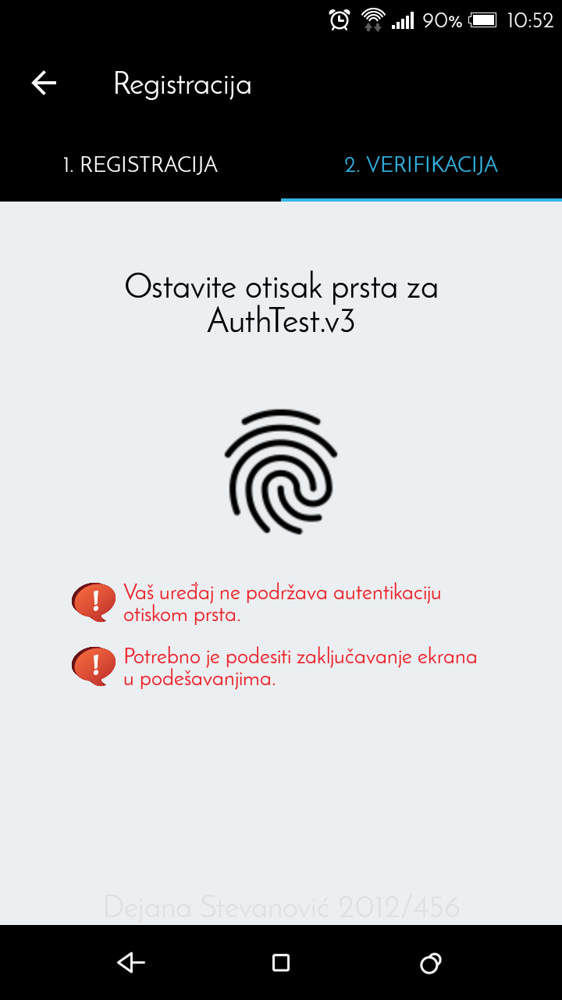 90% 10:52
Registracija
1. REGISTRACIJA
2. VERIFIKACIJA
Ostavite otisak prsta za
AuthTest.v3
Vaš uređaj ne podržava autentikaciju
otiskom prsta.
Potrebno je podesiti zaključavanje ekrana
u podešavanjima.
Dejana Stevanović 2012/456